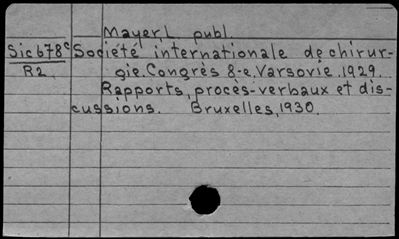 Mayer L publ.
Sic 678c Société internationale de chirur-
R2 gie. Congrès 8-e, Varsovie. 1929.
Rapports, procès-verbaux et dis-
cussions. Bruxelles, 1930.